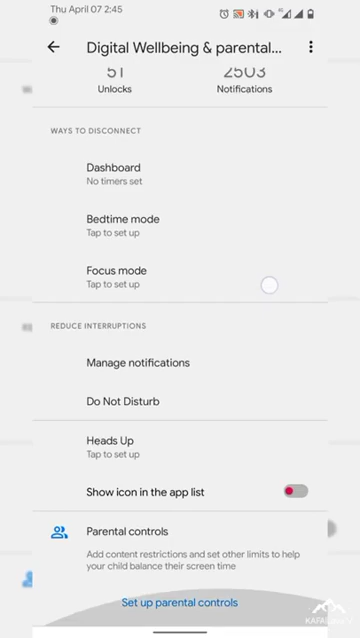 Thu April 07 2:45
Digital Wellbeing & parental...
51 2503
Unlocks Notifications
WAYS TO DISCONNECT
Dashboard
No timers set
Bedtime mode
Tap to set up
Focus mode
Tap to set up
REDUCE INTERRUPTIONS
Manage notifications
Do Not Disturb
Heads Up
Tap to set up
Show icon in the app list
Parental controls
Add content restrictions and set other limits to help
your child balance their screen time
Set up parental controls